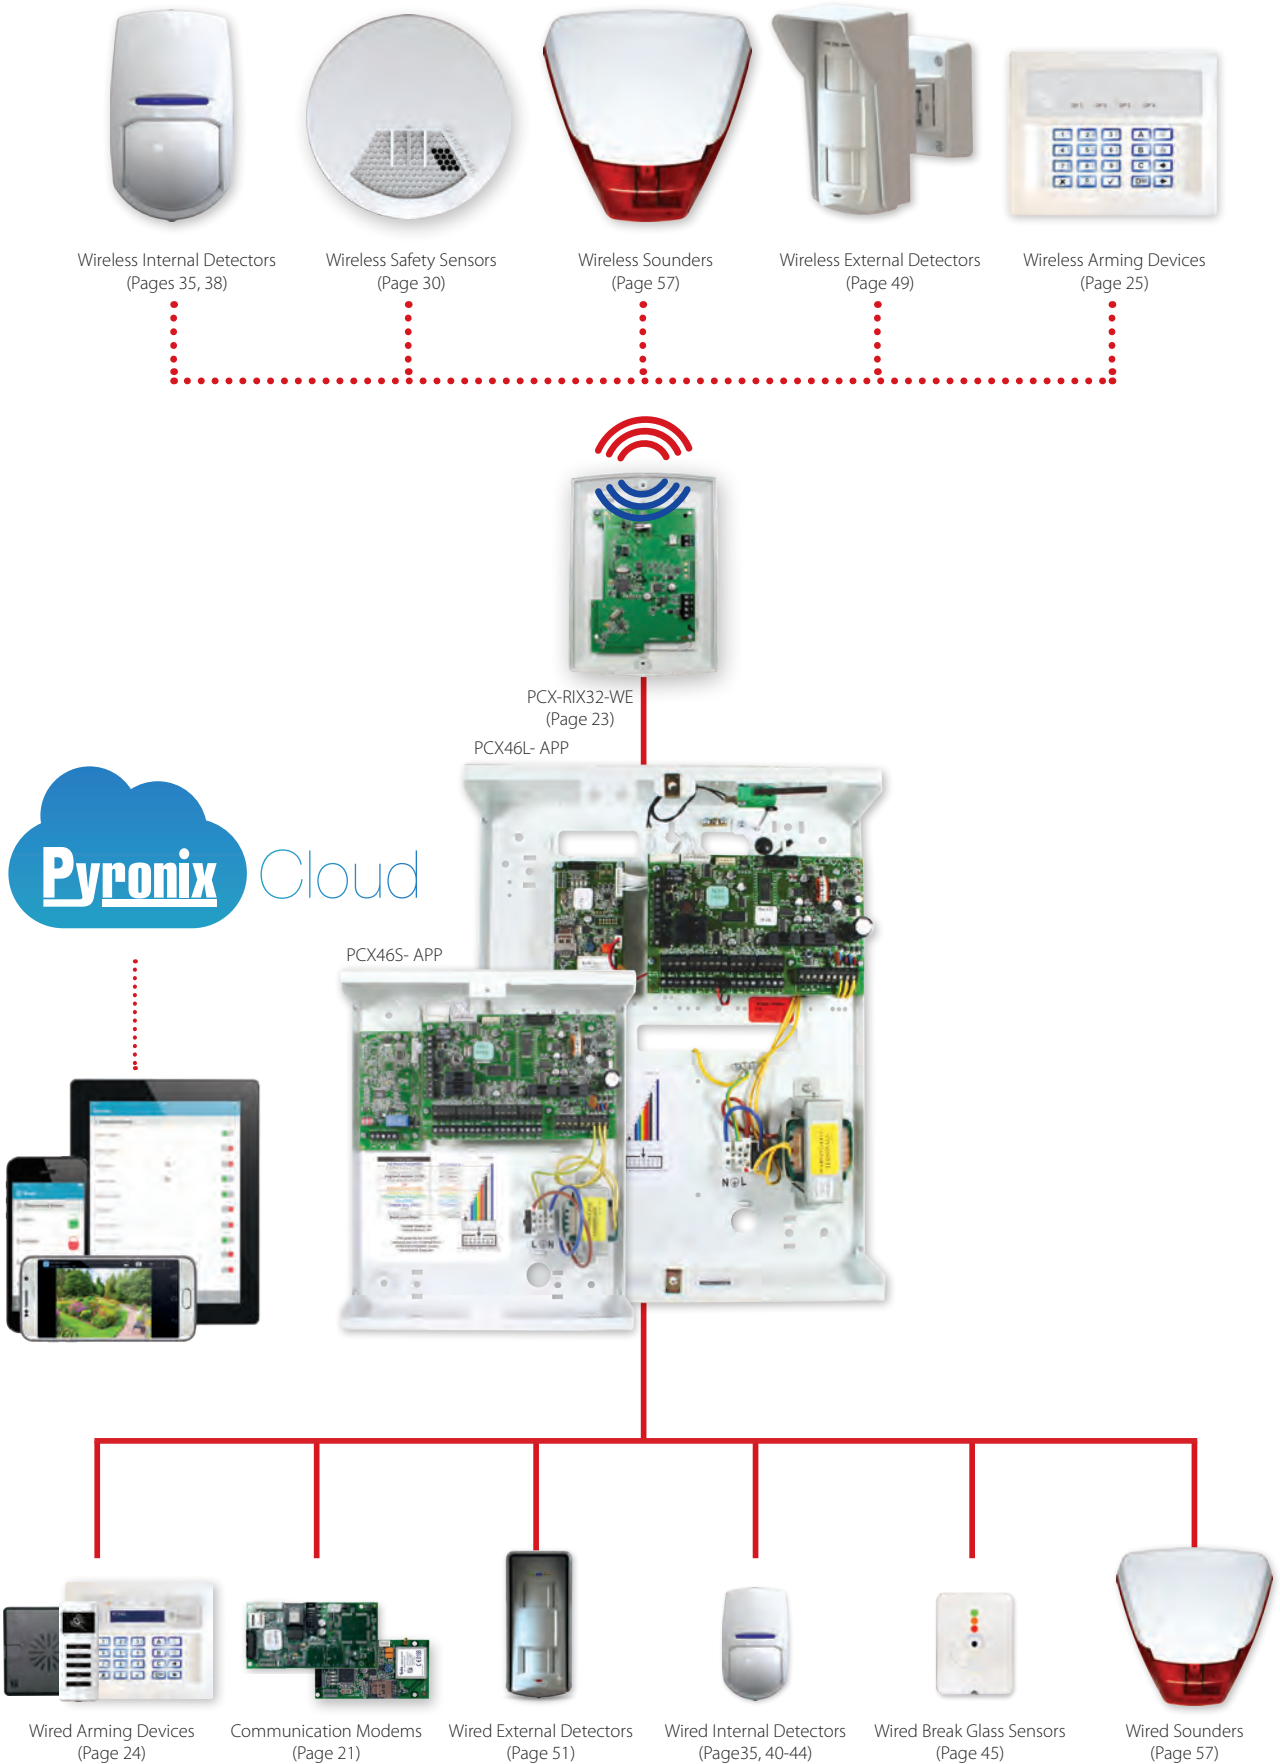 Wireless Internal Detectors
(Pages 35, 38)
Wireless Safety Sensors
(Page 30)
Wireless Sounders
(Page 57)
Wireless External Detectors
(Page 49)
Wireless Arming Devices
(Page 25)
PCX-RIX32-WE
(Page 23)
PCX46L- APP
Pyronix Cloud
PCX46S- APP
N L
L N
Wired Arming Devices
(Page 24)
Communication Modems
(Page 21)
Wired External Detectors
(Page 51)
Wired Internal Detectors
(Page35, 40-44)
Wired Break Glass Sensors
(Page 45)
Wired Sounders
(Page 57)